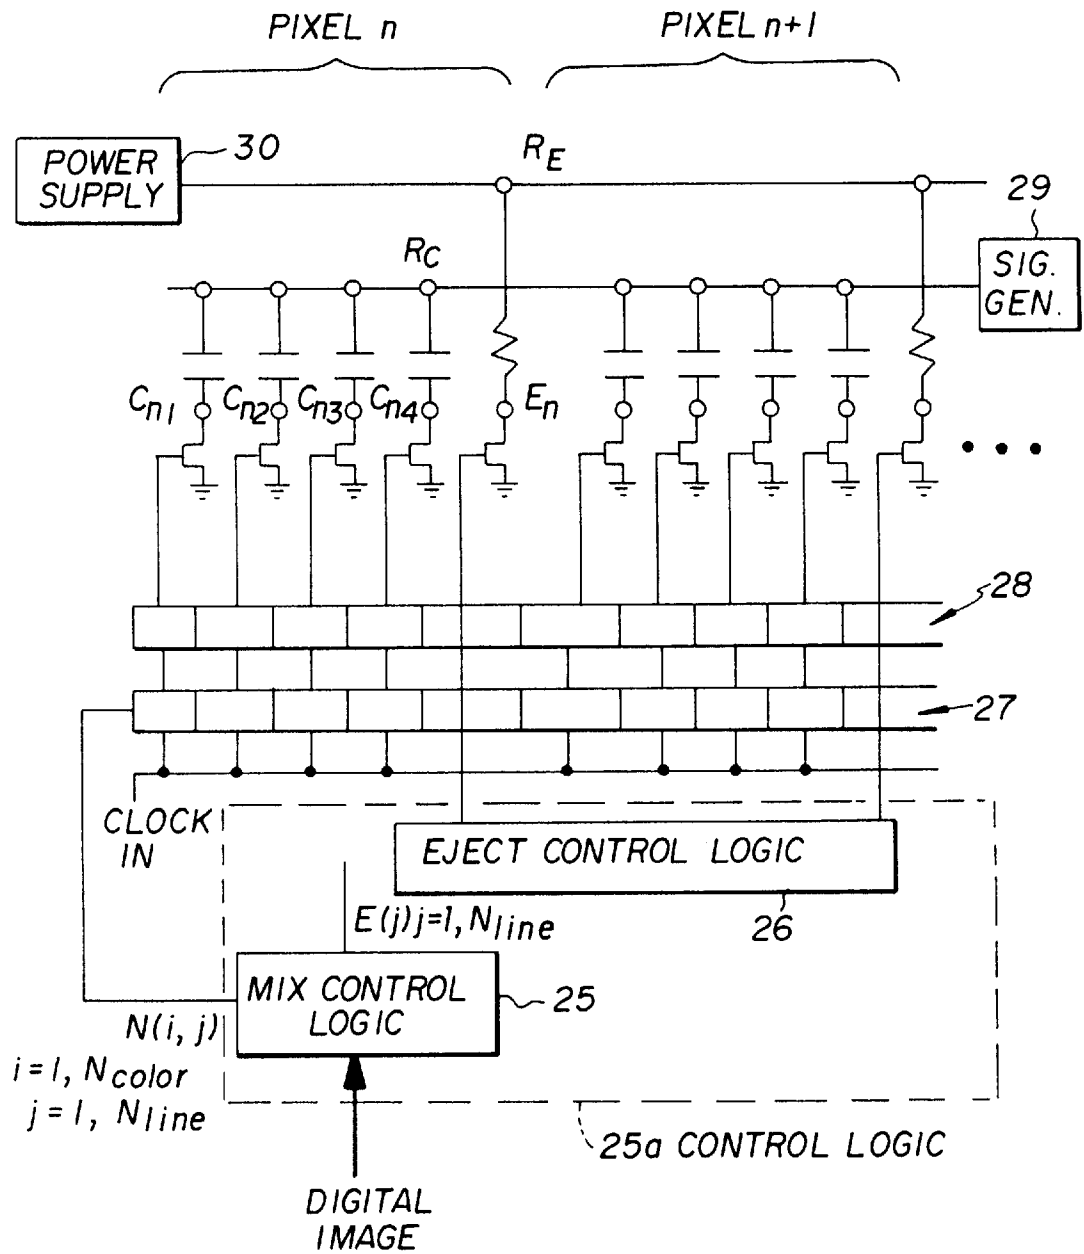 PIXEL n
PIXEL n+1
POWER
SUPPLY
30
R_E
29
R_C
SIG.
GEN.
C_n1
C_n2
C_n3
C_n4
E_n
28
27
CLOCK
IN
EJECT CONTROL LOGIC
E(j) j=1, N_line
26
MIX CONTROL
LOGIC
25
N(i, j)
i=1, N_color
j=1, N_line
25a CONTROL LOGIC
DIGITAL
IMAGE